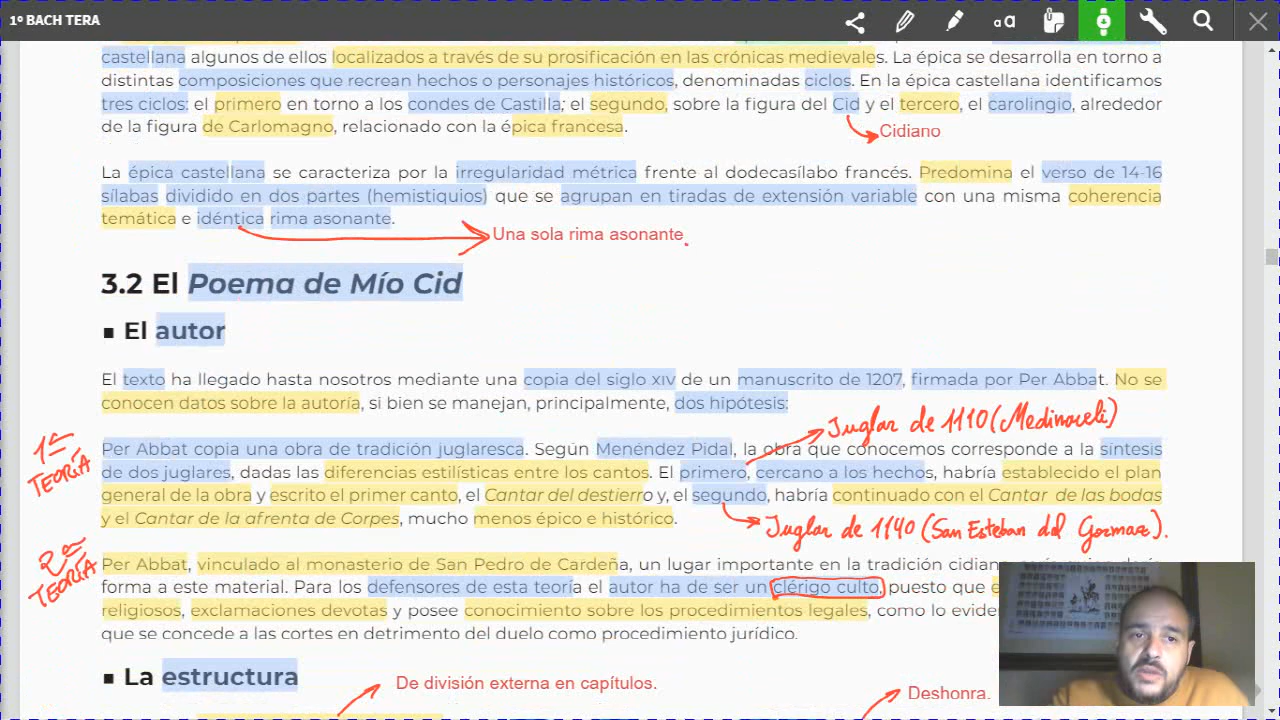 1º BACH TERA
aA
castellana algunos de ellos localizados a través de su prosificación en las crónicas medievales. La épica se desarrolla en torno a
distintas composiciones que recrean hechos o personajes históricos, denominadas ciclos. En la épica castellana identificamos
tres ciclos: el primero en torno a los condes de Castilla; el segundo, sobre la figura del Cid y el tercero, el carolingio, alrededor
de la figura de Carlomagno, relacionado con la épica francesa.
Cidiano
La épica castellana se caracteriza por la irregularidad métrica frente al dodecasílabo francés. Predomina el verso de 14-16
sílabas dividido en dos partes (hemistiquios) que se agrupan en tiradas de extensión variable con una misma coherencia
temática e idéntica rima asonante.
Una sola rima asonante.
3.2 El Poema de Mío Cid
▪ El autor
El texto ha llegado hasta nosotros mediante una copia del siglo XIV de un manuscrito de 1207, firmada por Per Abbat. No se
conocen datos sobre la autoría, si bien se manejan, principalmente, dos hipótesis:
Juglar de 1110 (Medinaceli)
1ª TEORÍA
Per Abbat copia una obra de tradición juglaresca. Según Menéndez Pidal, la obra que conocemos corresponde a la síntesis
de dos juglares, dadas las diferencias estilísticas entre los cantos. El primero, cercano a los hechos, habría establecido el plan
general de la obra y escrito el primer canto, el Cantar del destierro y, el segundo, habría continuado con el Cantar de las bodas
y el Cantar de la afrenta de Corpes, mucho menos épico e histórico.
Juglar de 1140 (San Esteban del Gormaz).
2ª TEORÍA
Per Abbat, vinculado al monasterio de San Pedro de Cardeña, un lugar importante en la tradición cidiana
forma a este material. Para los defensores de esta teoría el autor ha de ser un clérigo culto, puesto que
religiosos, exclamaciones devotas y posee conocimiento sobre los procedimientos legales, como lo
que se concede a las cortes en detrimento del duelo como procedimiento jurídico.
▪ La estructura
De división externa en capítulos.
Deshonra.